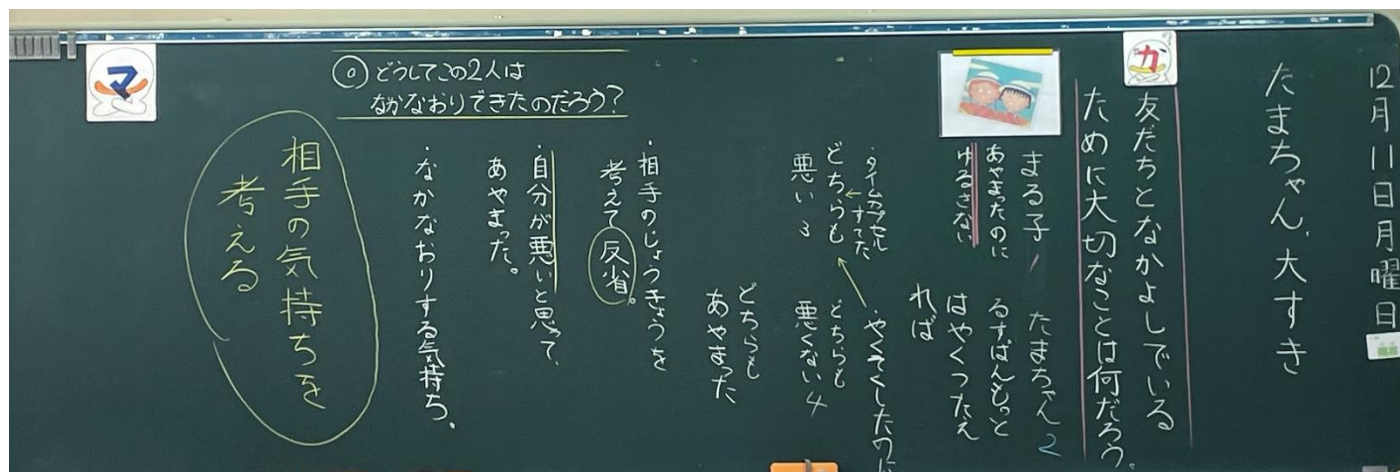 12月11日月曜日
たまちゃん、大すき
カ
友だちとなかよしでいる
ために大切なことは何だろう。
まる子 1
あやまったのに
ゆるさない
たまちゃん 2
るすばんもっと
はやくつたえ
れば
・タイムカプセル
すてた
どちらも
悪い 3
・やくそくしたのに
どちらも
悪くない 4
どちらも
あやまった
◎どうしてこの2人は
なかなおりできたのだろう?
・相手のじょうきょうを
考えて反省。
・自分が悪いと思って、
あやまった。
・なかなおりする気持ち。
マ
相手の気持ちを
考える